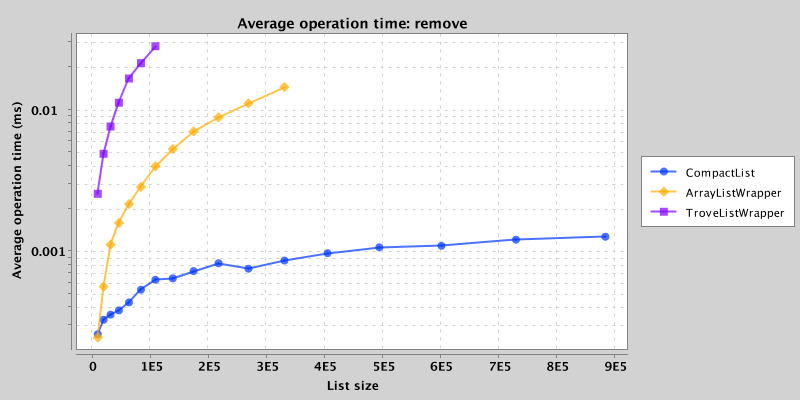 Average operation time: remove
Average operation time (ms)
0.01
0.001
0 1E5 2E5 3E5 4E5 5E5 6E5 7E5 8E5 9E5
List size
CompactList
ArrayListWrapper
TroveListWrapper